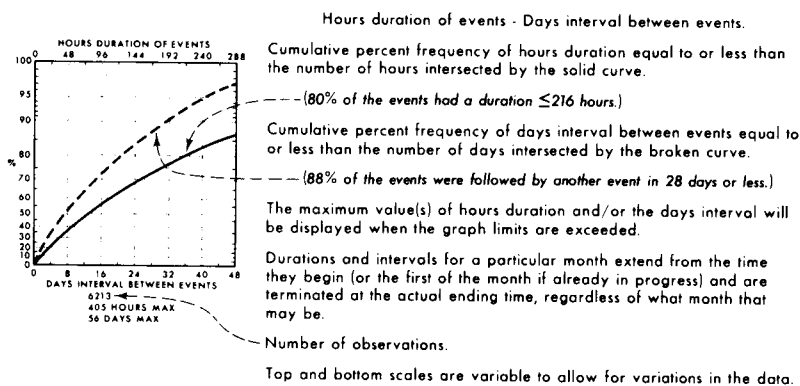 Hours duration of events - Days interval between events.
HOURS DURATION OF EVENTS
0 48 96 144 192 240 288
100
95
90
80
%
70
60
50
40
30
20
10
0
0 8 16 24 32 40 48
DAYS INTERVAL BETWEEN EVENTS
6213
405 HOURS MAX
56 DAYS MAX
Cumulative percent frequency of hours duration equal to or less than
the number of hours intersected by the solid curve.
(80% of the events had a duration ≤216 hours.)
Cumulative percent frequency of days interval between events equal to
or less than the number of days intersected by the broken curve.
(88% of the events were followed by another event in 28 days or less.)
The maximum value(s) of hours duration and/or the days interval will
be displayed when the graph limits are exceeded.
Durations and intervals for a particular month extend from the time
they begin (or the first of the month if already in progress) and are
terminated at the actual ending time, regardless of what month that
may be.
Number of observations.
Top and bottom scales are variable to allow for variations in the data.